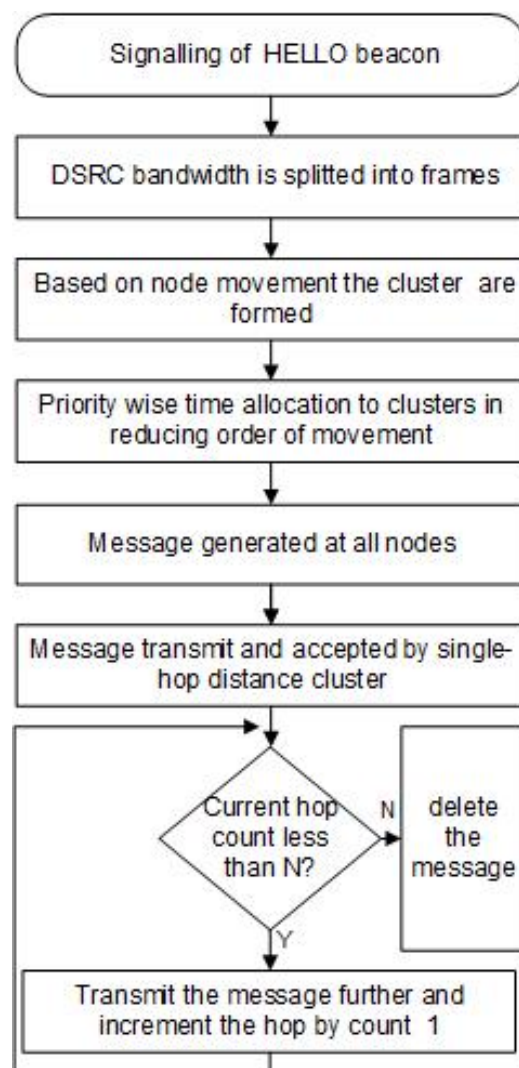 Signalling of HELLO beacon
DSRC bandwidth is splitted into frames
Based on node movement the cluster are
formed
Priority wise time allocation to clusters in
reducing order of movement
Message generated at all nodes
Message transmit and accepted by single-
hop distance cluster
Current hop
count less
than N?
N
delete
the
message
Y
Transmit the message further and
increment the hop by count 1